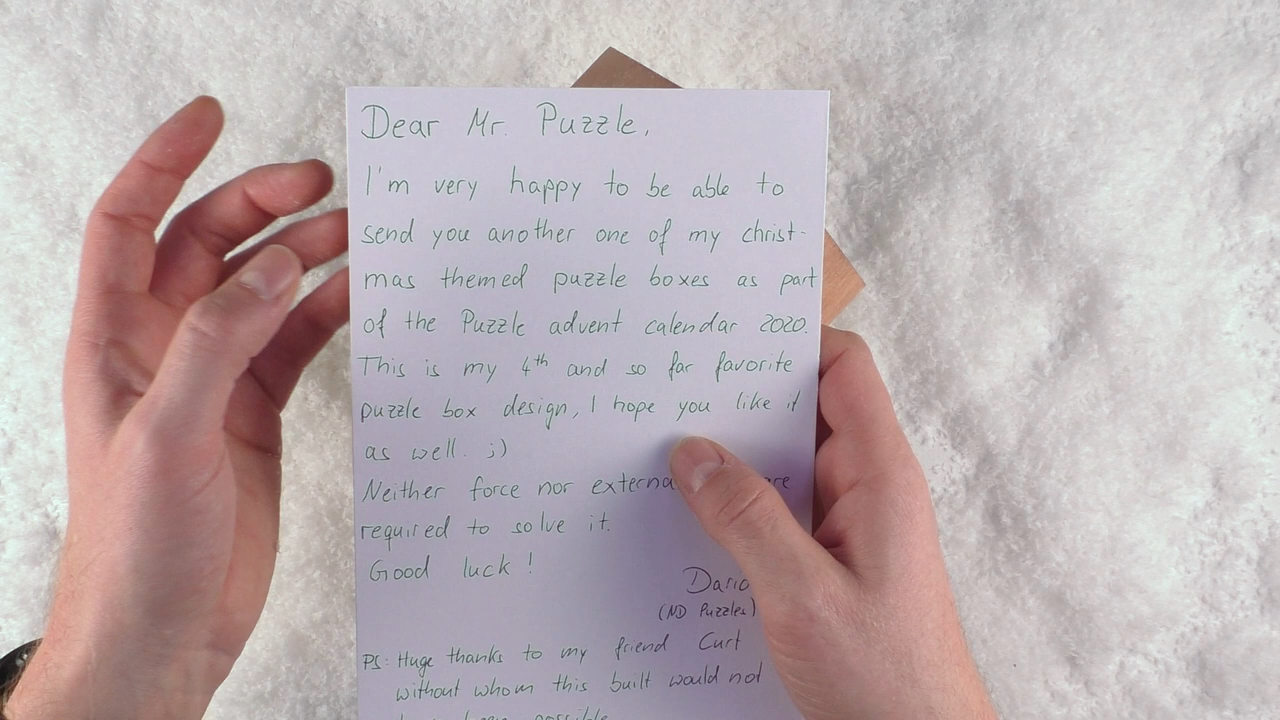 Dear Mr. Puzzle,
I'm very happy to be able to
send you another one of my christ-
mas themed puzzle boxes as part
of the Puzzle advent calendar 2020.
This is my 4th and so far favorite
puzzle box design, I hope you like it
as well. ;)
Neither force nor externa are
required to solve it.
Good luck!
Dario
(ND Puzzles)
PS: Huge thanks to my friend Curt
without whom this built would not
possible